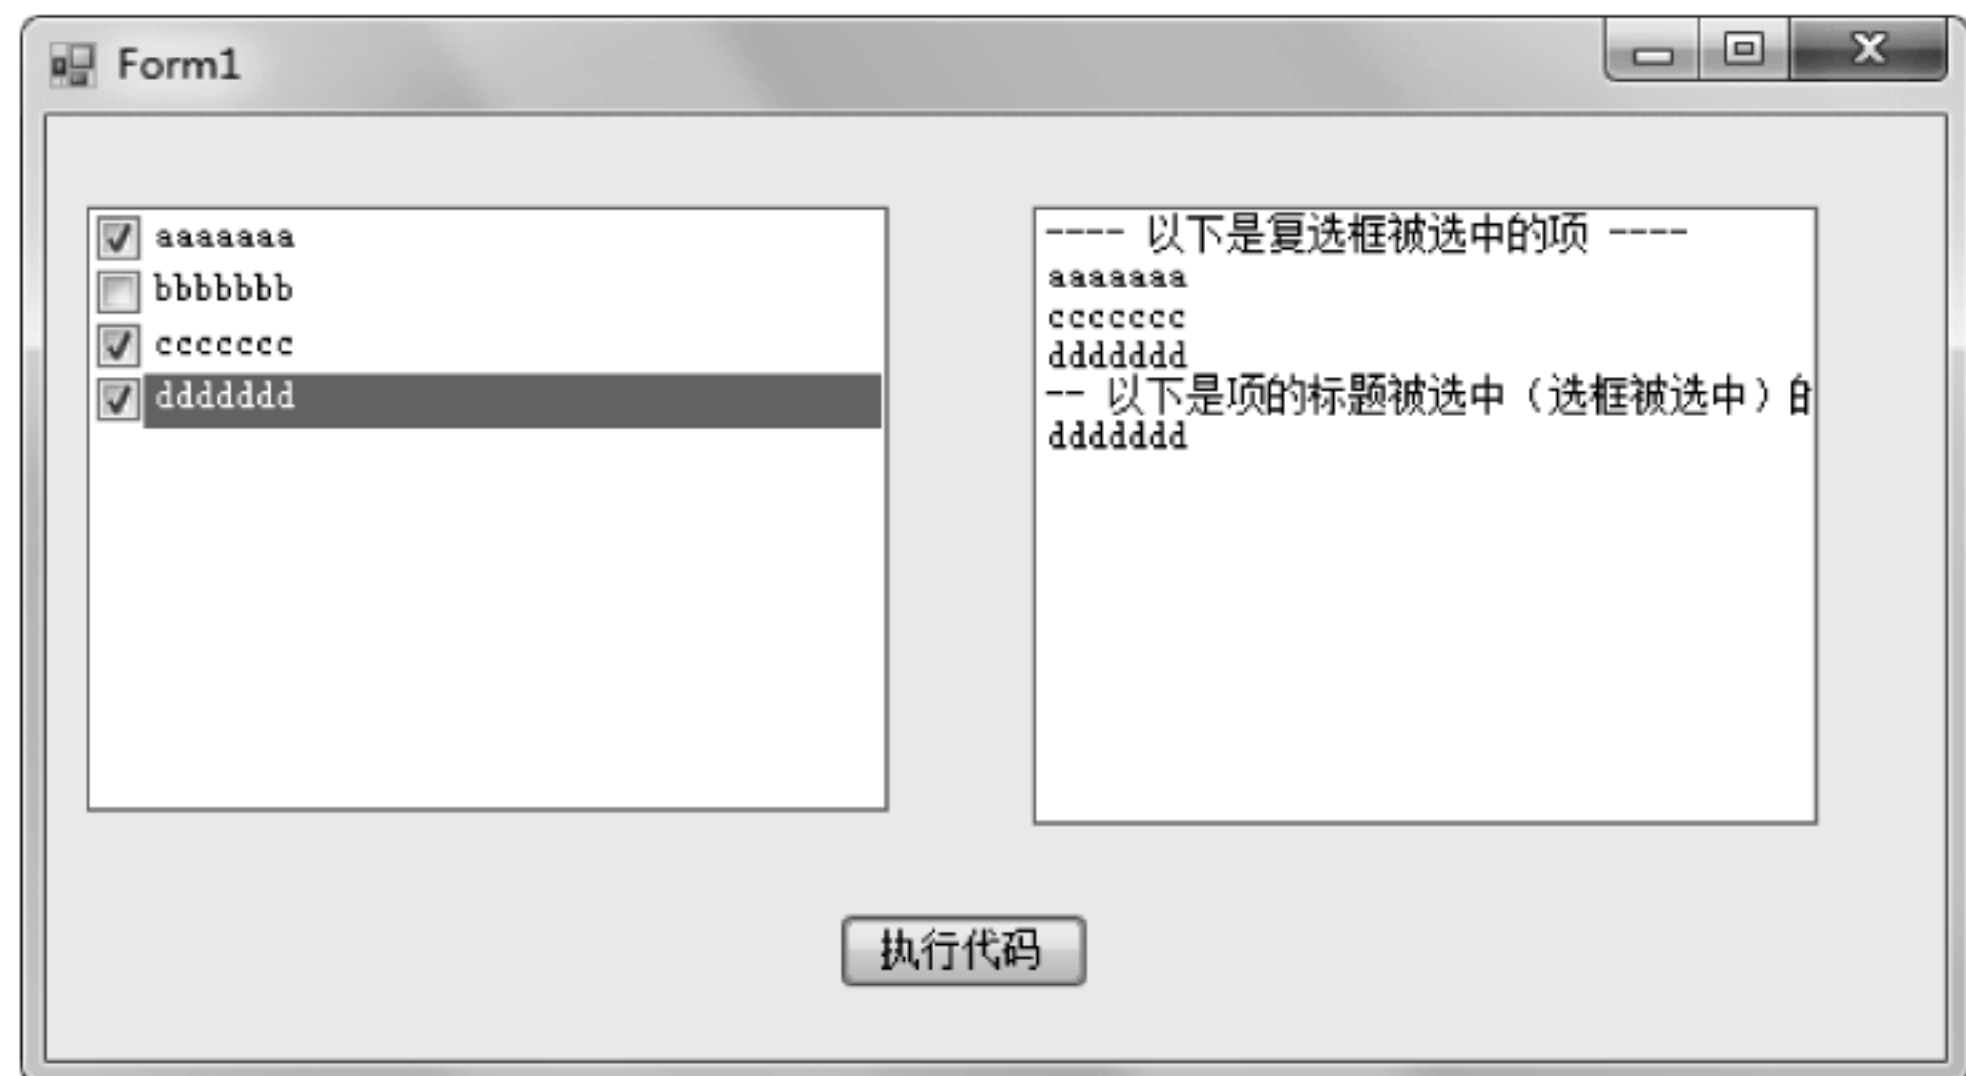 Form1
aaaaaaa
bbbbbbb
ccccccc
ddddddd
---- 以下是复选框被选中的项 ----
aaaaaaa
ccccccc
ddddddd
-- 以下是项的标题被选中（选框被选中）的
ddddddd
执行代码